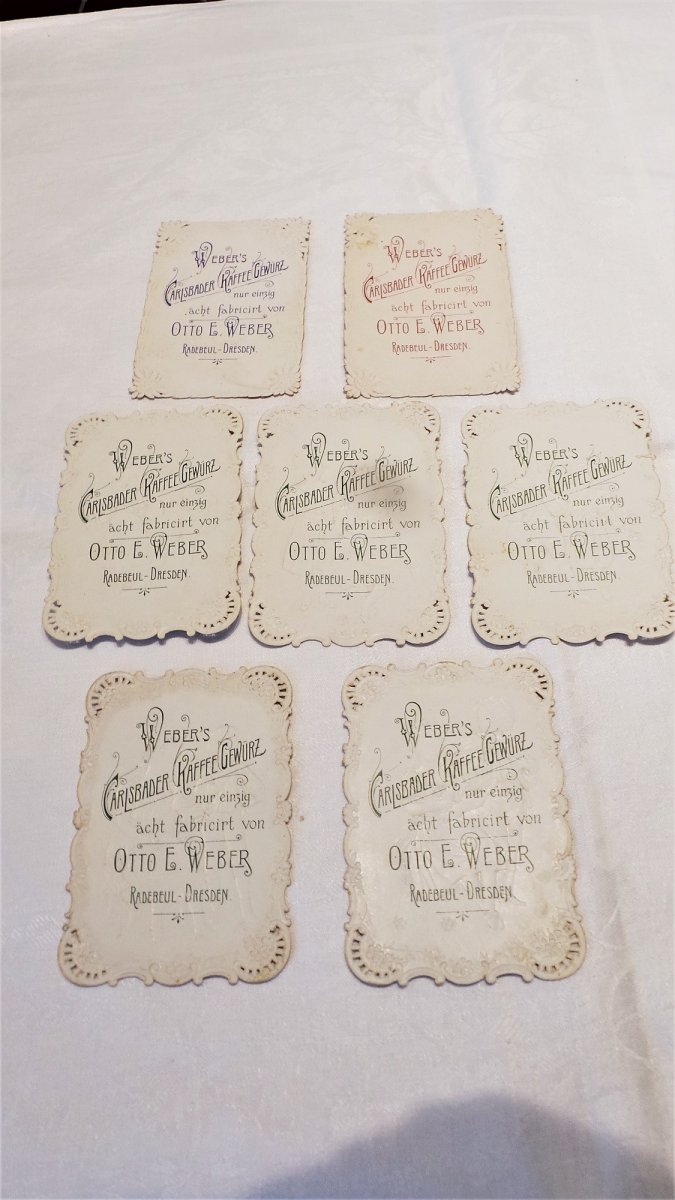 WEBER'S
CARLSBADER KAFFEE GEWÜRZ
nur einzig
ächt fabricirt von
OTTO E. WEBER
RADEBEUL-DRESDEN.
WEBER'S
CARLSBADER KAFFEE GEWÜRZ
nur einzig
ächt fabricirt von
OTTO E. WEBER
RADEBEUL-DRESDEN.
WEBER'S
CARLSBADER KAFFEE GEWÜRZ
nur einzig
ächt fabricirt von
OTTO E. WEBER
RADEBEUL-DRESDEN.
WEBER'S
CARLSBADER KAFFEE GEWÜRZ
nur einzig
ächt fabricirt von
OTTO E. WEBER
RADEBEUL-DRESDEN.
WEBER'S
CARLSBADER KAFFEE GEWÜRZ
nur einzig
ächt fabricirt von
OTTO E. WEBER
RADEBEUL-DRESDEN.
WEBER'S
CARLSBADER KAFFEE GEWÜRZ
nur einzig
ächt fabricirt von
OTTO E. WEBER
RADEBEUL-DRESDEN.
WEBER'S
CARLSBADER KAFFEE GEWÜRZ
nur einzig
ächt fabricirt von
OTTO E. WEBER
RADEBEUL-DRESDEN.